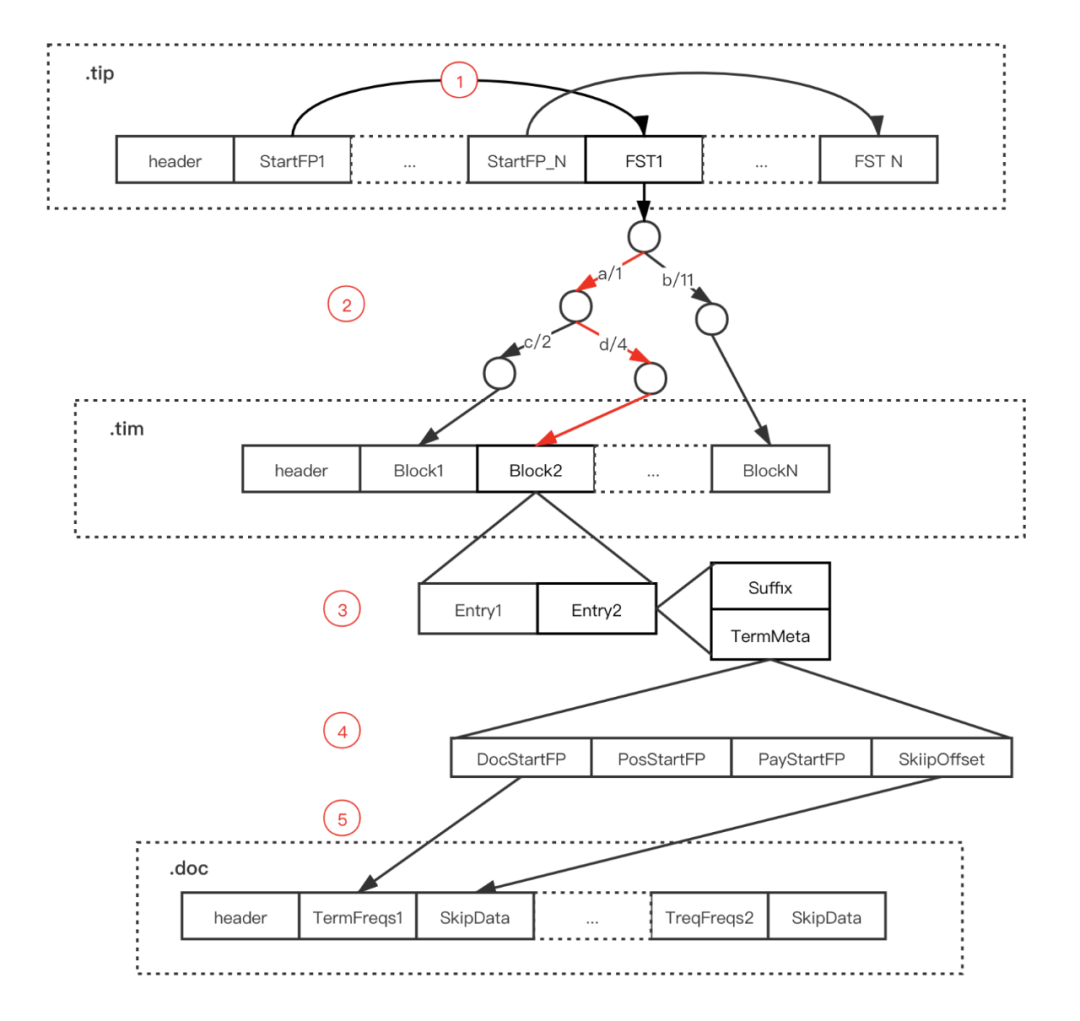 .tip
1
header
StartFP1
...
StartFP_N
FST1
...
FST N
a/1
b/11
2
c/2
d/4
.tim
header
Block1
Block2
...
BlockN
3
Entry1
Entry2
Suffix
TermMeta
4
DocStartFP
PosStartFP
PayStartFP
SkiipOffset
5
.doc
header
TermFreqs1
SkipData
...
TreqFreqs2
SkipData